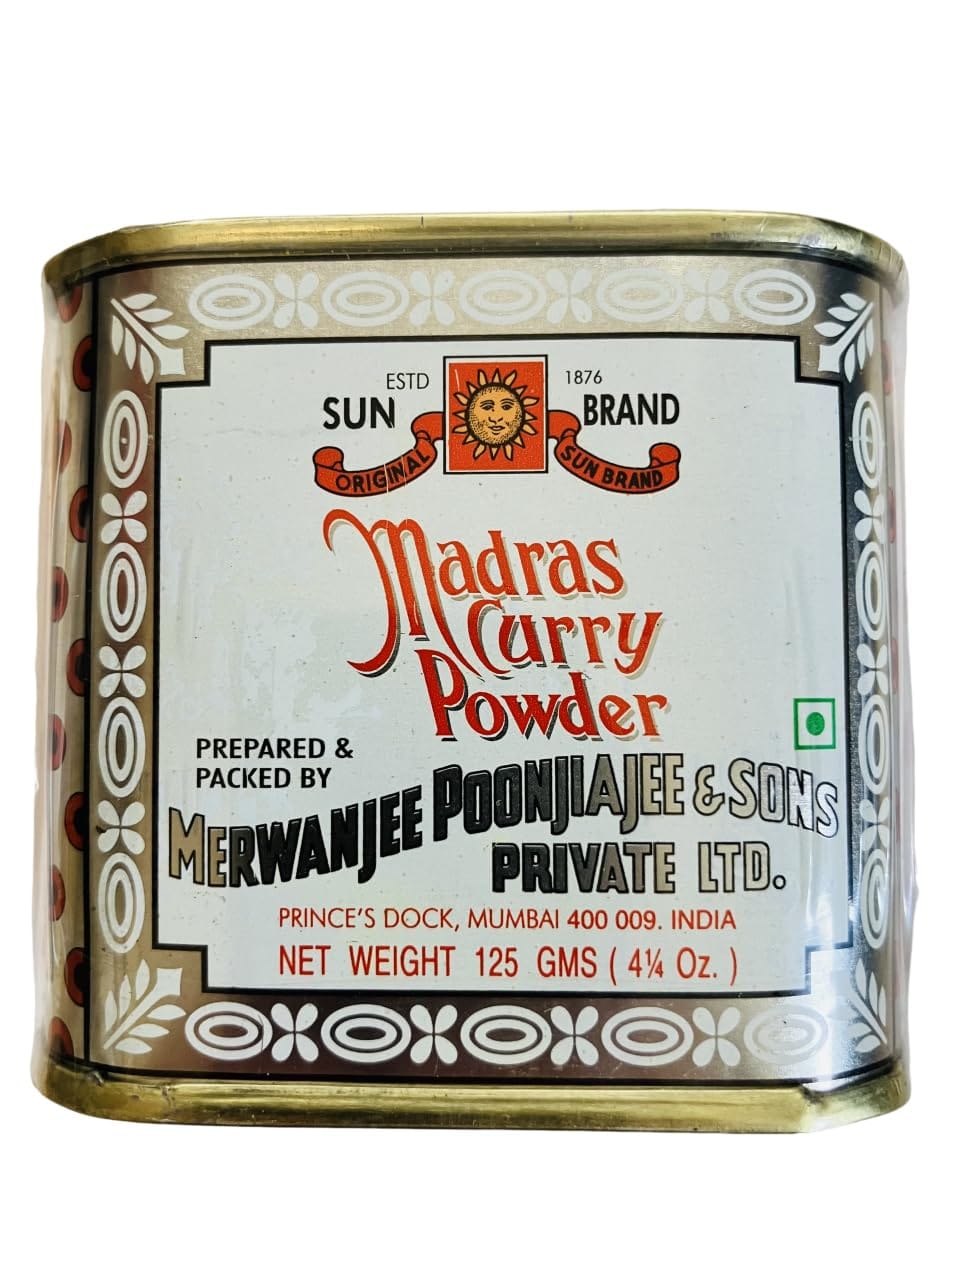 ESTD 1876
SUN BRAND
ORIGINAL SUN BRAND
Madras
Curry
Powder
PREPARED &
PACKED BY
MERWANJEE POONJIAJEE & SONS
PRIVATE LTD.
PRINCE'S DOCK, MUMBAI 400 009. INDIA
NET WEIGHT 125 GMS ( 4¼ Oz. )